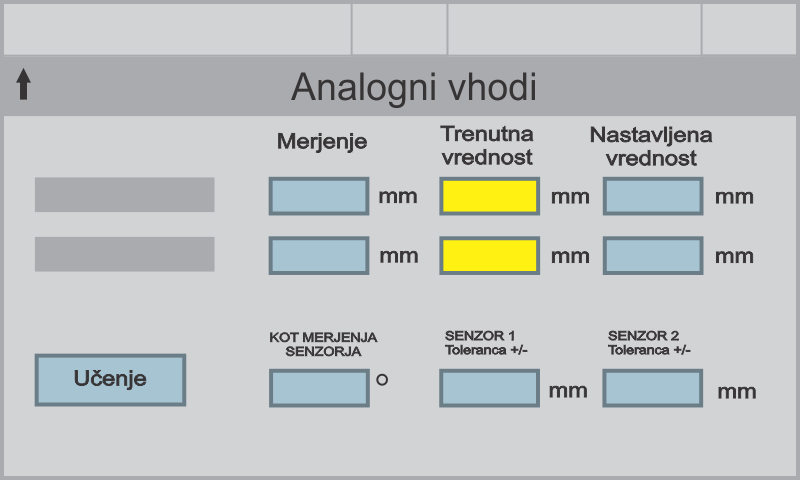 Analogni vhodi
Merjenje
Trenutna
vrednost
Nastavljena
vrednost
mm
mm
mm
mm
mm
mm
KOT MERJENJA
SENZORJA
SENZOR 1
Toleranca +/-
SENZOR 2
Toleranca +/-
Učenje
o
mm
mm